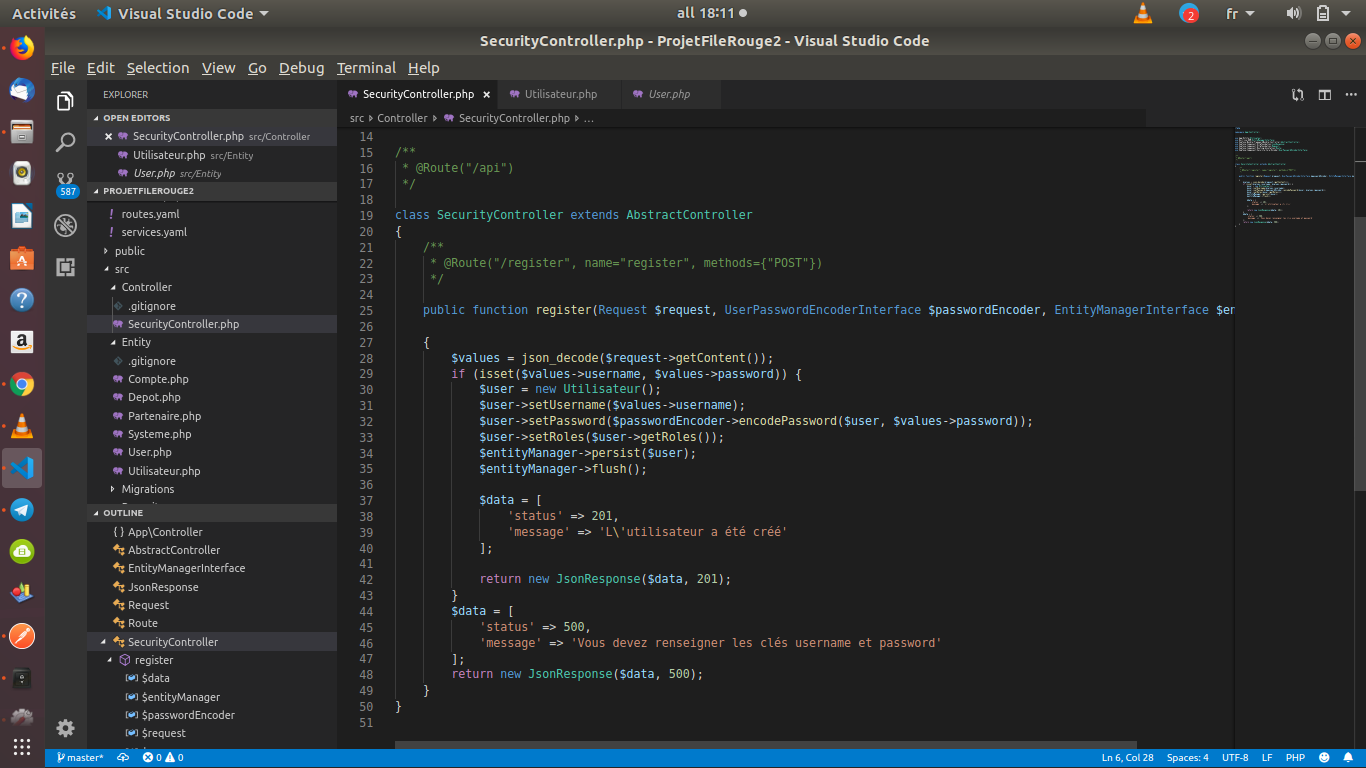 Activités Visual Studio Code all 18:11 2 fr
SecurityController.php - ProjetFileRouge2 - Visual Studio Code
File Edit Selection View Go Debug Terminal Help
EXPLORER
OPEN EDITORS
SecurityController.php src/Controller
Utilisateur.php src/Entity
User.php src/Entity
587
PROJETFILEROUGE2
routes.yaml
services.yaml
public
src
Controller
.gitignore
SecurityController.php
Entity
.gitignore
Compte.php
Depot.php
Partenaire.php
Systeme.php
User.php
Utilisateur.php
Migrations
OUTLINE
{ } App\Controller
AbstractController
EntityManagerInterface
JsonResponse
Request
Route
SecurityController
register
$data
$entityManager
$passwordEncoder
$request
SecurityController.php Utilisateur.php User.php
src Controller SecurityController.php ...
14
15 /**
16 * @Route("/api")
17 */
18
19 class SecurityController extends AbstractController
20 {
21 /**
22 * @Route("/register", name="register", methods={"POST"})
23 */
24
25 public function register(Request $request, UserPasswordEncoderInterface $passwordEncoder, EntityManagerInterface $en
26
27 {
28 $values = json_decode($request->getContent());
29 if (isset($values->username, $values->password)) {
30 $user = new Utilisateur();
31 $user->setUsername($values->username);
32 $user->setPassword($passwordEncoder->encodePassword($user, $values->password));
33 $user->setRoles($user->getRoles());
34 $entityManager->persist($user);
35 $entityManager->flush();
36
37 $data = [
38 'status' => 201,
39 'message' => 'L\'utilisateur a été créé'
40 ];
41
42 return new JsonResponse($data, 201);
43 }
44 $data = [
45 'status' => 500,
46 'message' => 'Vous devez renseigner les clés username et password'
47 ];
48 return new JsonResponse($data, 500);
49 }
50 }
51
master* 0 0 Ln 6, Col 28 Spaces: 4 UTF-8 LF PHP